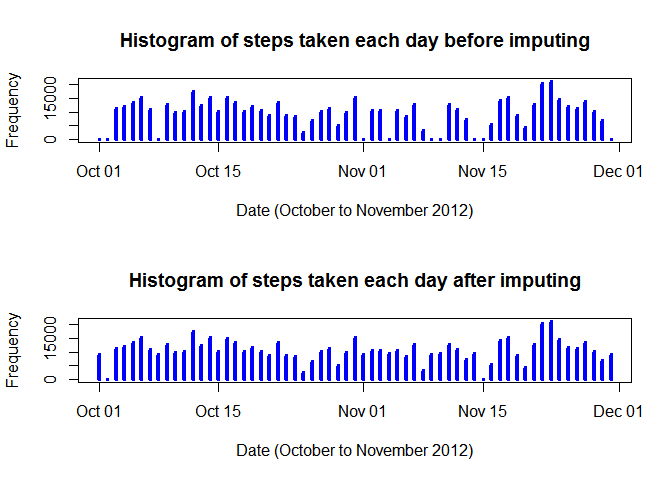 Histogram of steps taken each day before imputing
Frequency
15000
0
Oct 01 Oct 15 Nov 01 Nov 15 Dec 01
Date (October to November 2012)
Histogram of steps taken each day after imputing
Frequency
15000
0
Oct 01 Oct 15 Nov 01 Nov 15 Dec 01
Date (October to November 2012)